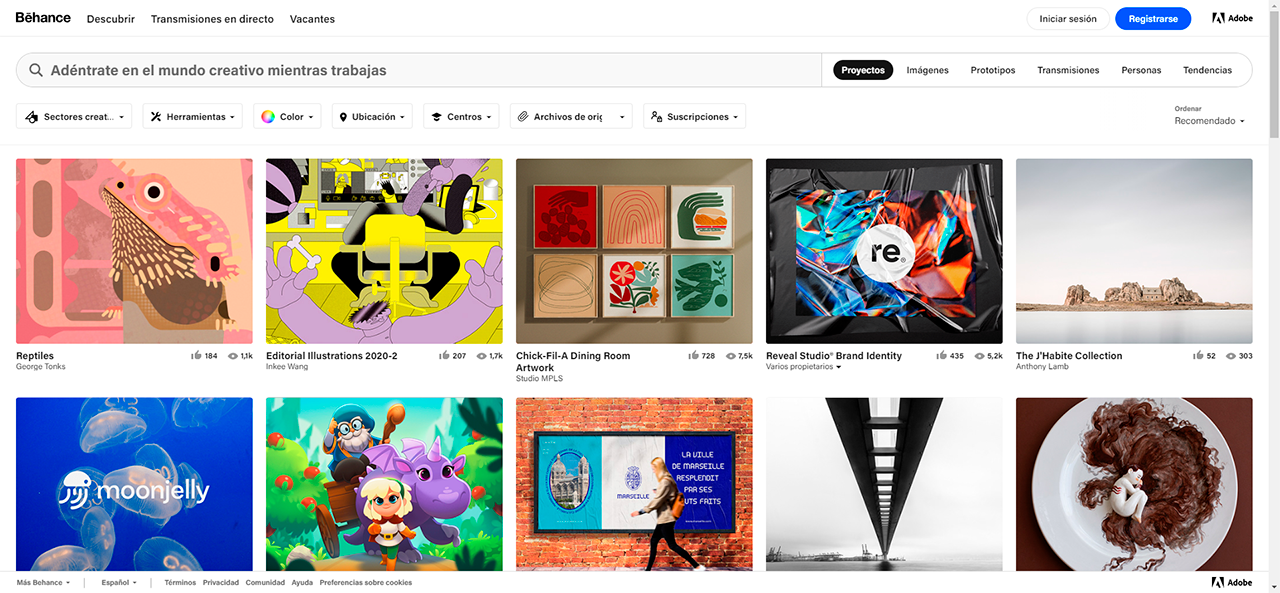 Bēhance Descubrir Transmisiones en directo Vacantes Iniciar sesión Registrarse Adobe
Adéntrate en el mundo creativo mientras trabajas Proyectos Imágenes Prototipos Transmisiones Personas Tendencias
Sectores creat... Herramientas Color Ubicación Centros Archivos de orig Suscripciones
Ordenar
Recomendado
re
Reptiles 184 1,1k
George Tonks
Editorial Illustrations 2020-2 207 1,7k
Inkee Wang
Chick-Fil-A Dining Room
Artwork 728 7,5k
Studio MPLS
Reveal Studio® Brand Identity 435 5,2k
Varios propietarios
The J'Habite Collection 52 303
Anthony Lamb
moonjelly
MARSEILLE
LA VILLE
DE MARSEILLE
RESPLENDIT
PAR SES
UTS FAITS
Más Behance Español Términos Privacidad Comunidad Ayuda Preferencias sobre cookies Adobe